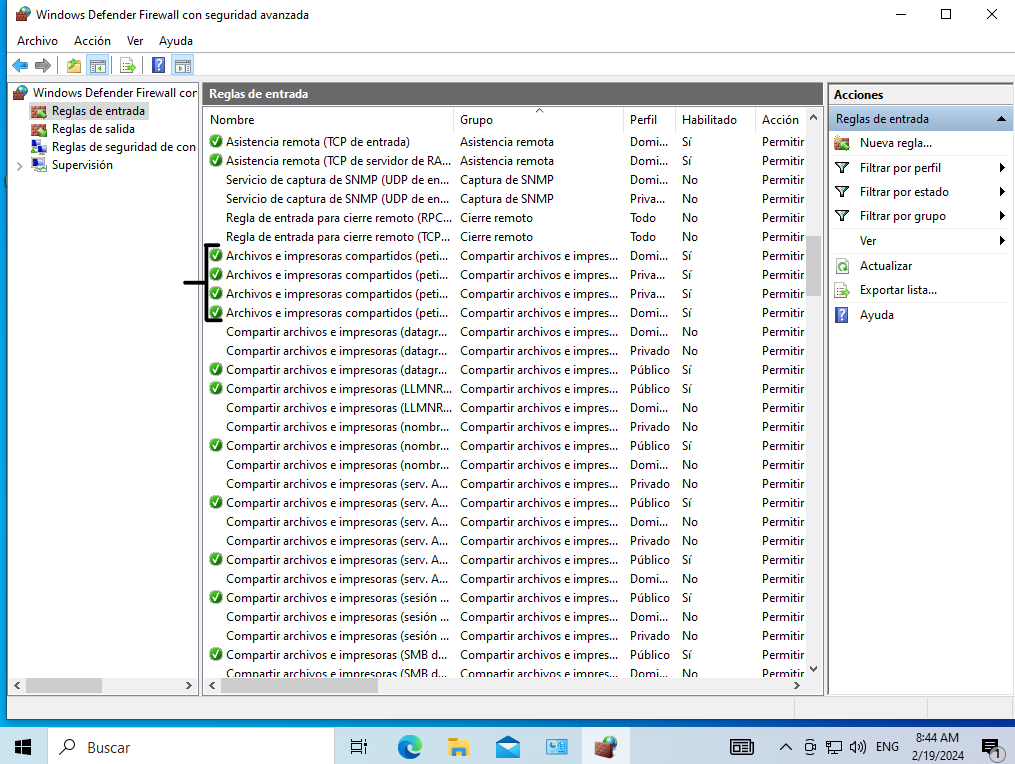 Windows Defender Firewall con seguridad avanzada
Archivo Acción Ver Ayuda
Windows Defender Firewall con
Reglas de entrada
Reglas de salida
Reglas de seguridad de con
Supervisión
Reglas de entrada
Nombre Grupo Perfil Habilitado Acción
Asistencia remota (TCP de entrada) Asistencia remota Domi... Sí Permitir
Asistencia remota (TCP de servidor de RA... Asistencia remota Domi... Sí Permitir
Servicio de captura de SNMP (UDP de en... Captura de SNMP Domi... No Permitir
Servicio de captura de SNMP (UDP de en... Captura de SNMP Priva... No Permitir
Regla de entrada para cierre remoto (RPC... Cierre remoto Todo No Permitir
Regla de entrada para cierre remoto (TCP... Cierre remoto Todo No Permitir
Archivos e impresoras compartidos (peti... Compartir archivos e impres... Domi... Sí Permitir
Archivos e impresoras compartidos (peti... Compartir archivos e impres... Priva... Sí Permitir
Archivos e impresoras compartidos (peti... Compartir archivos e impres... Priva... Sí Permitir
Archivos e impresoras compartidos (peti... Compartir archivos e impres... Domi... Sí Permitir
Compartir archivos e impresoras (datagr... Compartir archivos e impres... Domi... No Permitir
Compartir archivos e impresoras (datagr... Compartir archivos e impres... Privado No Permitir
Compartir archivos e impresoras (datagr... Compartir archivos e impres... Público Sí Permitir
Compartir archivos e impresoras (LLMNR... Compartir archivos e impres... Público Sí Permitir
Compartir archivos e impresoras (LLMNR... Compartir archivos e impres... Domi... No Permitir
Compartir archivos e impresoras (nombr... Compartir archivos e impres... Privado No Permitir
Compartir archivos e impresoras (nombr... Compartir archivos e impres... Público Sí Permitir
Compartir archivos e impresoras (nombr... Compartir archivos e impres... Domi... No Permitir
Compartir archivos e impresoras (serv. A... Compartir archivos e impres... Privado No Permitir
Compartir archivos e impresoras (serv. A... Compartir archivos e impres... Público Sí Permitir
Compartir archivos e impresoras (serv. A... Compartir archivos e impres... Domi... No Permitir
Compartir archivos e impresoras (serv. A... Compartir archivos e impres... Privado No Permitir
Compartir archivos e impresoras (serv. A... Compartir archivos e impres... Público Sí Permitir
Compartir archivos e impresoras (serv. A... Compartir archivos e impres... Domi... No Permitir
Compartir archivos e impresoras (sesión ... Compartir archivos e impres... Público Sí Permitir
Compartir archivos e impresoras (sesión ... Compartir archivos e impres... Domi... No Permitir
Compartir archivos e impresoras (sesión ... Compartir archivos e impres... Privado No Permitir
Compartir archivos e impresoras (SMB d... Compartir archivos e impres... Público Sí Permitir
Compartir archivos e impresoras (SMB d... Compartir archivos e impres... Domi... No Permitir
Acciones
Reglas de entrada
Nueva regla...
Filtrar por perfil
Filtrar por estado
Filtrar por grupo
Ver
Actualizar
Exportar lista...
Ayuda
Buscar
ENG
8:44 AM
2/19/2024
1